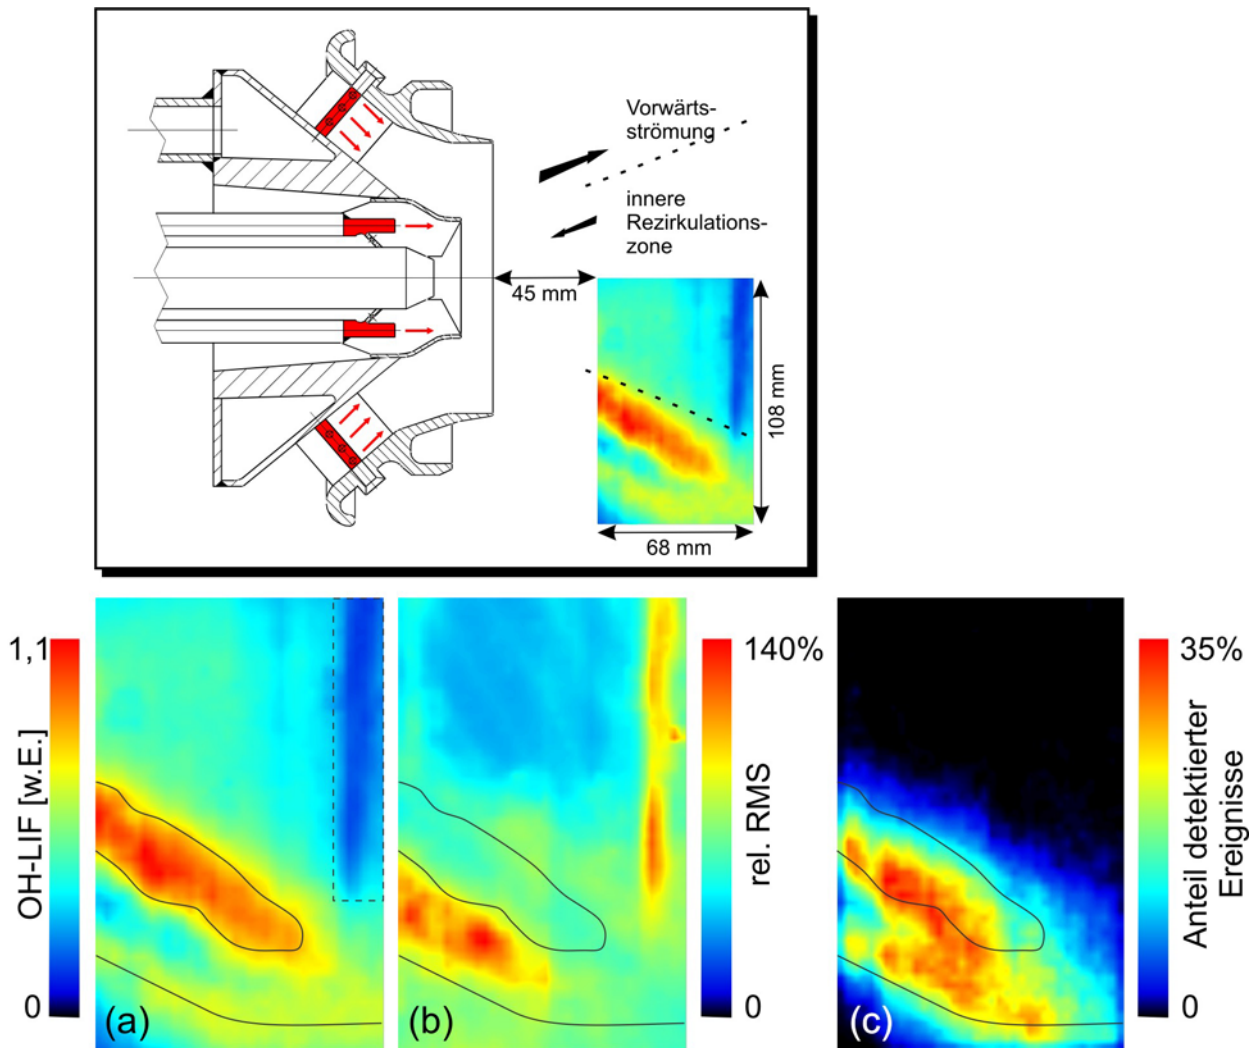 Vorwärts-
strömung
innere
Rezirkulations-
zone
45 mm
108 mm
68 mm
1,1
OH-LIF [w.E.]
0
(a)
(b)
140%
rel. RMS
0
(c)
35%
Anteil detektierter
Ereignisse
0